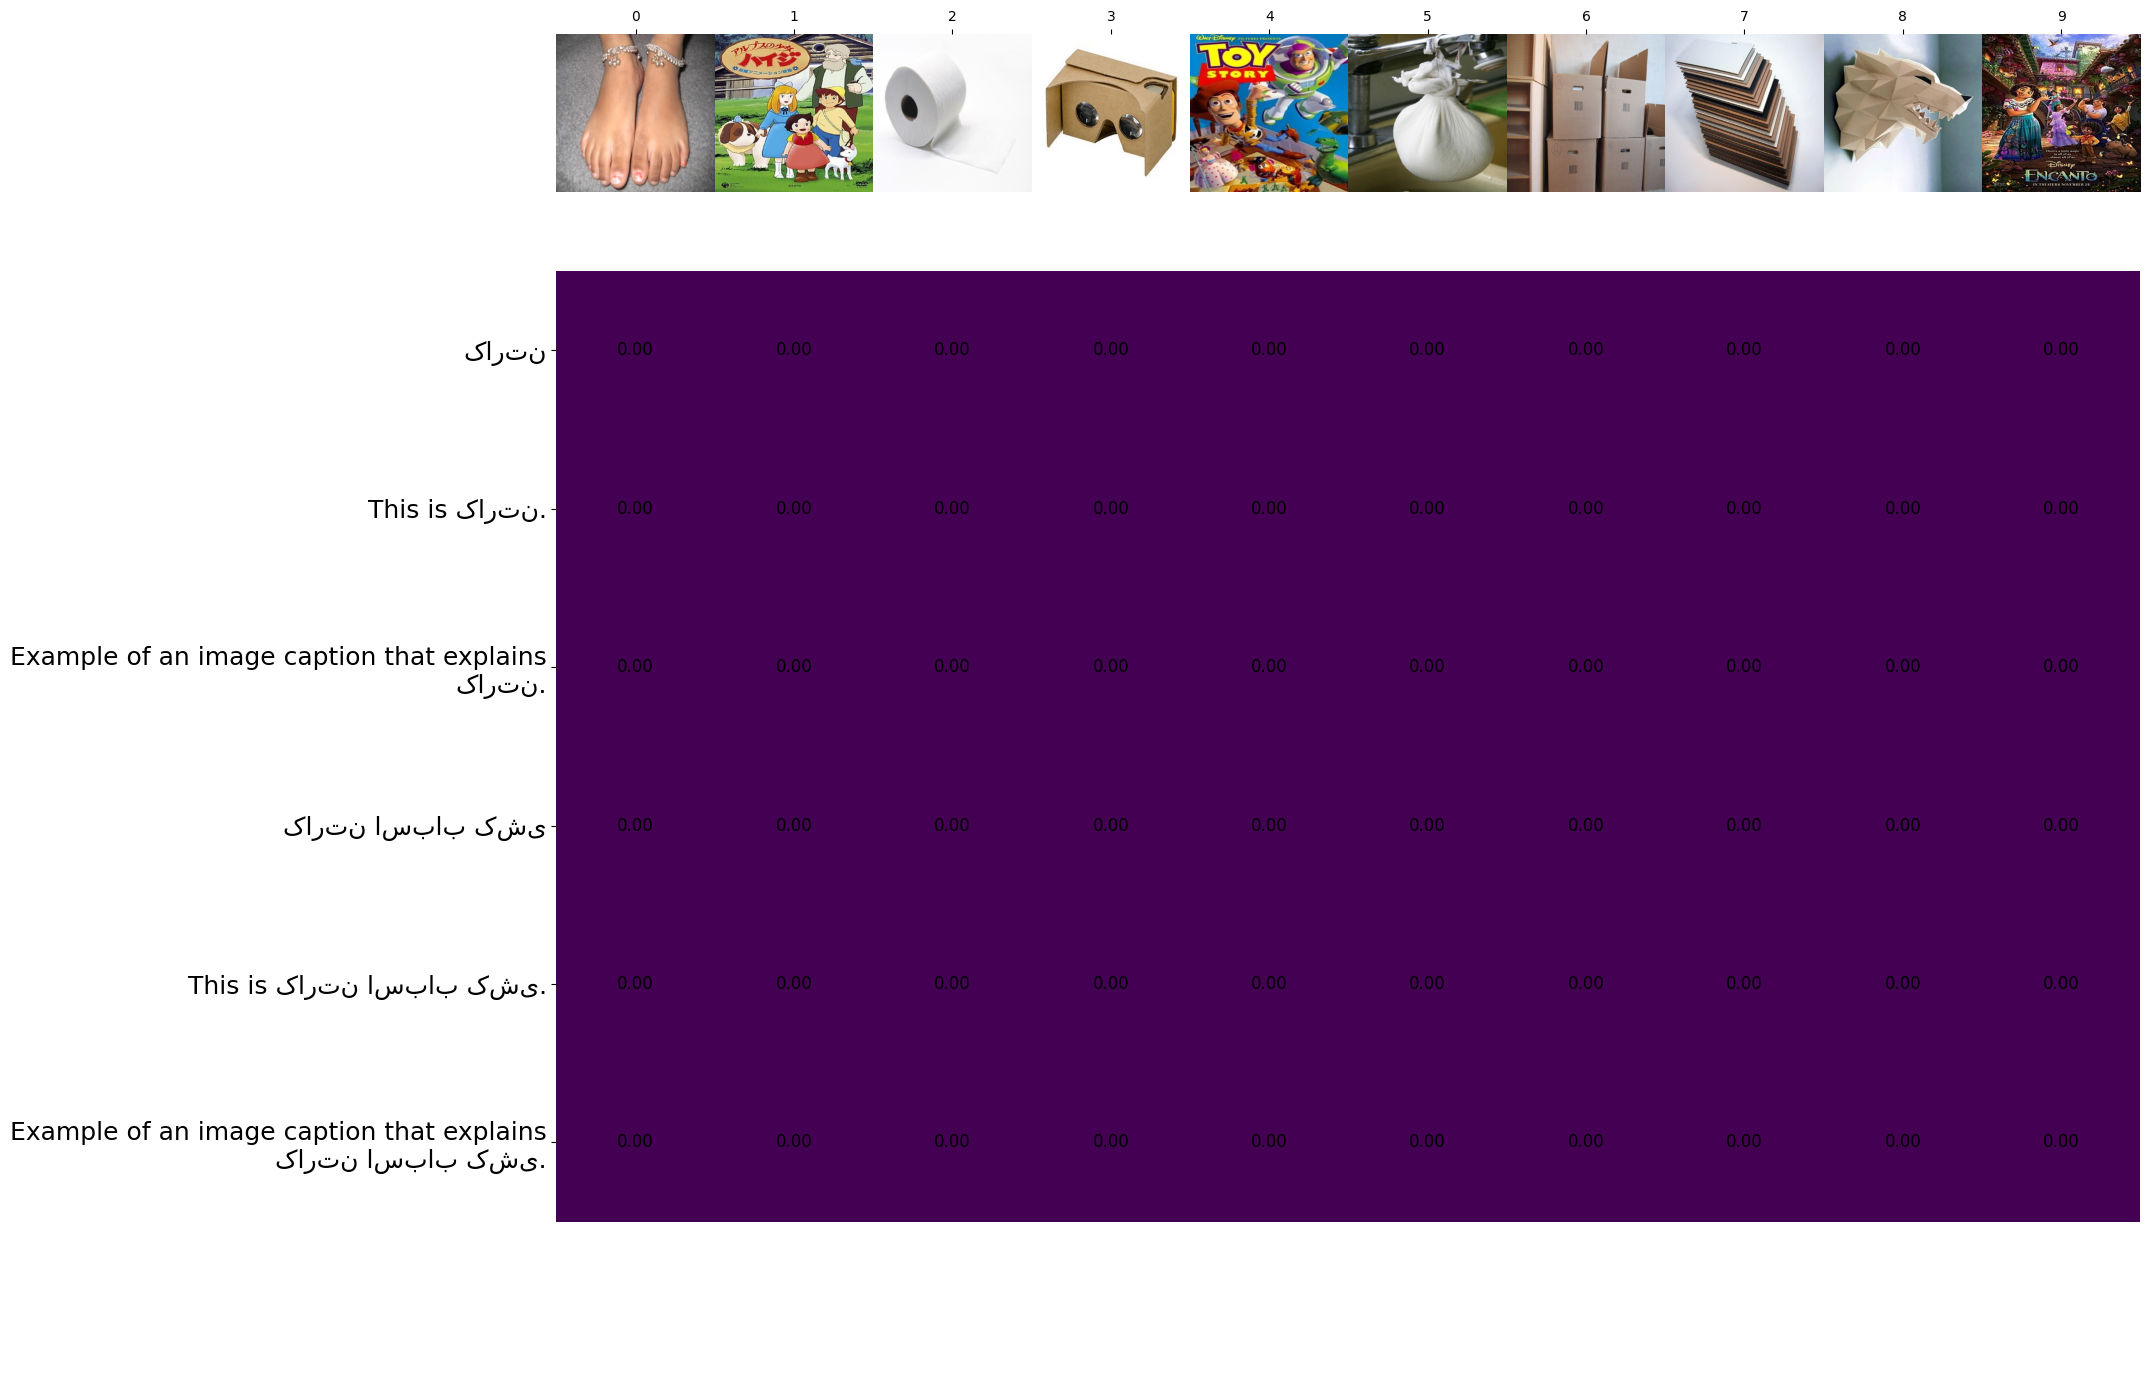 0 1 2 3 4 5 6 7 8 9
アルプスの少女
ハイジ
WALT DISNEY PICTURES PRESENTS
TOY
STORY
DISNEY
ENCANTO
IN THEATERS NOVEMBER 24
کارتن 0.00 0.00 0.00 0.00 0.00 0.00 0.00 0.00 0.00 0.00
This is کارتن. 0.00 0.00 0.00 0.00 0.00 0.00 0.00 0.00 0.00 0.00
Example of an image caption that explains
کارتن. 0.00 0.00 0.00 0.00 0.00 0.00 0.00 0.00 0.00 0.00
کارتن اسباب کشی 0.00 0.00 0.00 0.00 0.00 0.00 0.00 0.00 0.00 0.00
This is کارتن اسباب کشی. 0.00 0.00 0.00 0.00 0.00 0.00 0.00 0.00 0.00 0.00
Example of an image caption that explains
کارتن اسباب کشی. 0.00 0.00 0.00 0.00 0.00 0.00 0.00 0.00 0.00 0.00